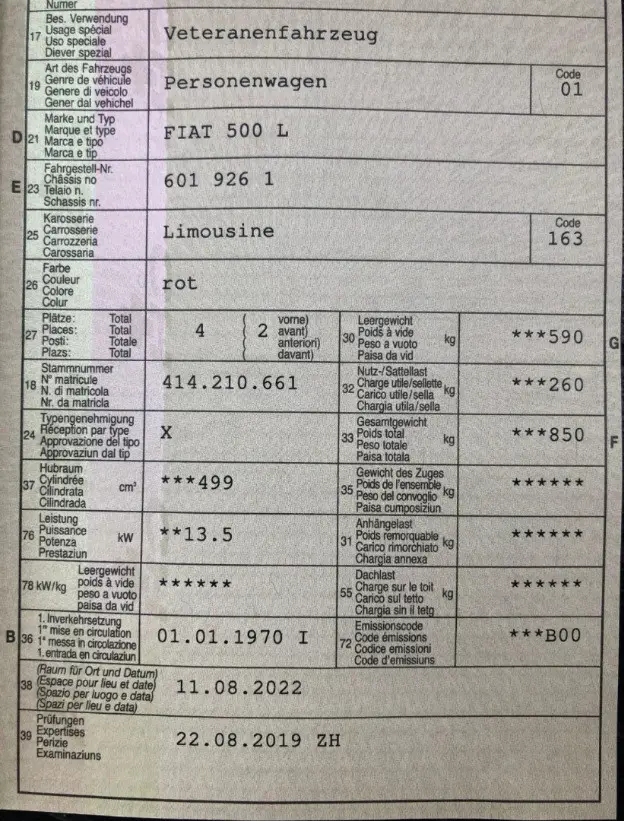 Numer
17 Bes. Verwendung
Usage spécial
Uso speciale
Diever spezial
Veteranenfahrzeug
19 Art des Fahrzeugs
Genre de véhicule
Genere di veicolo
Gener dal vehichel
Personenwagen
Code
01
D 21 Marke und Typ
Marque et type
Marca e tipo
Marca e tip
FIAT 500 L
E 23 Fahrgestell-Nr.
Châssis no
Telaio n.
Schassis nr.
601 926 1
25 Karosserie
Carrosserie
Carrozzeria
Carossaria
Limousine
Code
163
26 Farbe
Couleur
Colore
Colur
rot
27 Plätze: Total
Places: Total
Posti: Totale
Plazs: Total
4 ( 2 vorne)
( avant)
( anteriori)
( davant)
30 Leergewicht
Poids à vide
Peso a vuoto
Paisa da vid
kg
***590
G
18 Stammnummer
N° matricule
N. di matricola
Nr. da matricla
414.210.661
32 Nutz-/Sattellast
Charge utile/sellette
Carico utile/sella
Chargia utila/sella
kg
***260
24 Typengenehmigung
Réception par type
Approvazione del tipo
Approvaziun dal tip
X
33 Gesamtgewicht
Poids total
Peso totale
Paisa totala
kg
***850
F
37 Hubraum
Cylindrée
Cilindrata
Cilindrada
cm³
***499
35 Gewicht des Zuges
Poids de l'ensemble
Peso del convoglio
Paisa cumposiziun
kg
******
76 Leistung
Puissance
Potenza
Prestaziun
kW
**13.5
31 Anhängelast
Poids remorquable
Carico rimorchiato
Chargia annexa
kg
******
78 kW/kg Leergewicht
poids à vide
peso a vuoto
paisa da vid
******
55 Dachlast
Charge sur le toit
Carico sul tetto
Chargia sin il tetg
kg
******
B 36 1. Inverkehrsetzung
1re mise en circulation
1a messa in circolazione
1. entrada en circulaziun
01.01.1970 I
72 Emissionscode
Code émissions
Codice emissioni
Code d'emissiuns
***B00
38 (Raum für Ort und Datum)
(Espace pour lieu et date)
(Spazio per luogo e data)
(Spazi per lieu e data)
11.08.2022
39 Prüfungen
Expertises
Perizie
Examinaziuns
22.08.2019 ZH